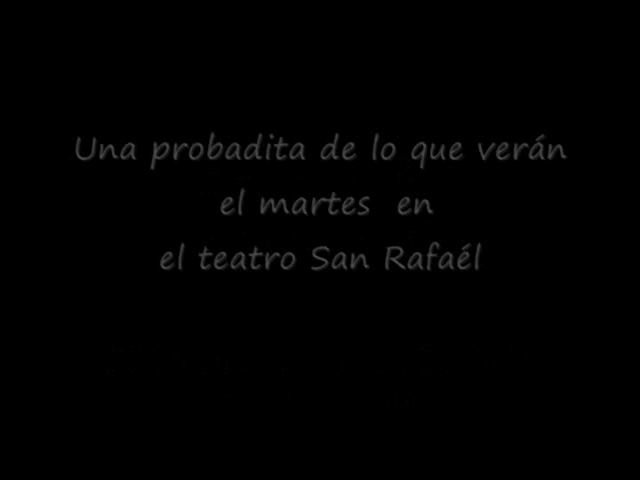 Una probadita de lo que verán
el martes en
el teatro San Rafaél